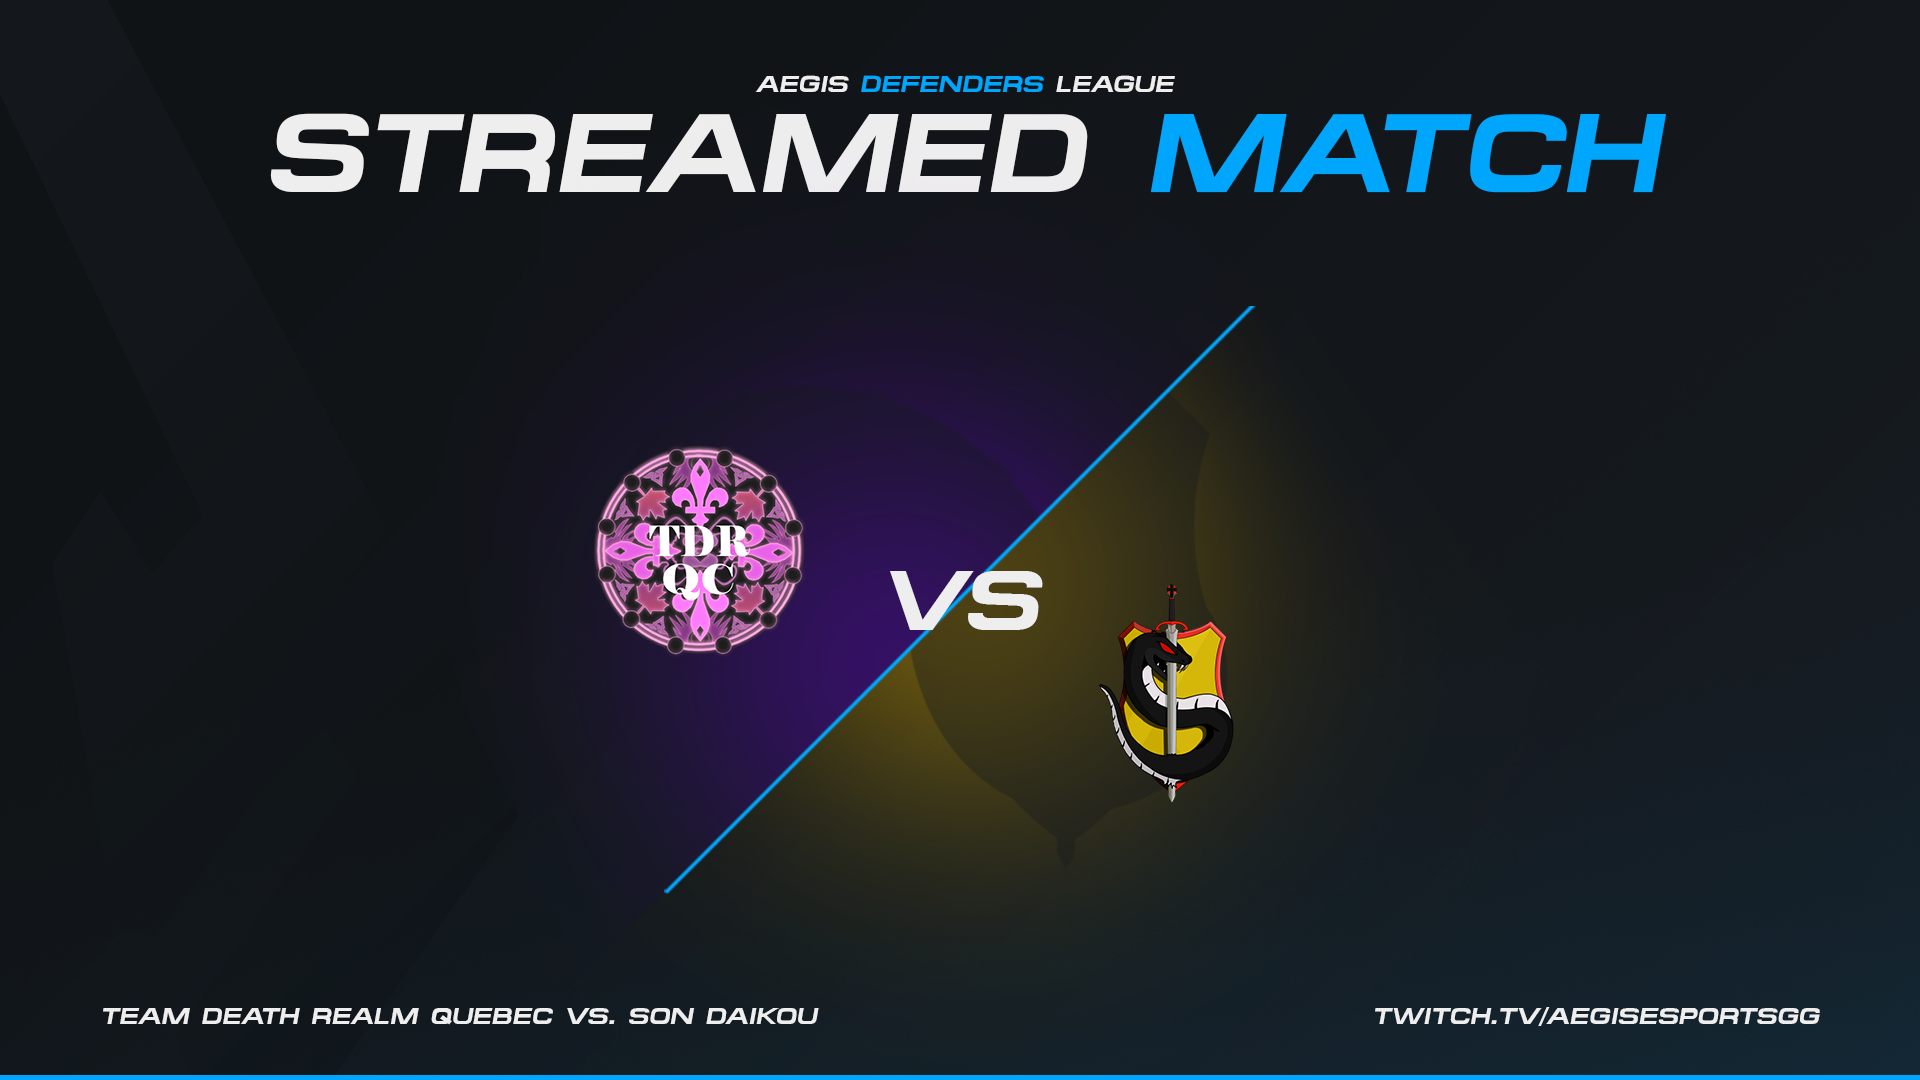 AEGIS DEFENDERS LEAGUE
STREAMED MATCH
TDR
QC
VS
TEAM DEATH REALM QUEBEC VS. SON DAIKOU
TWITCH.TV/AEGISESPORTSGG